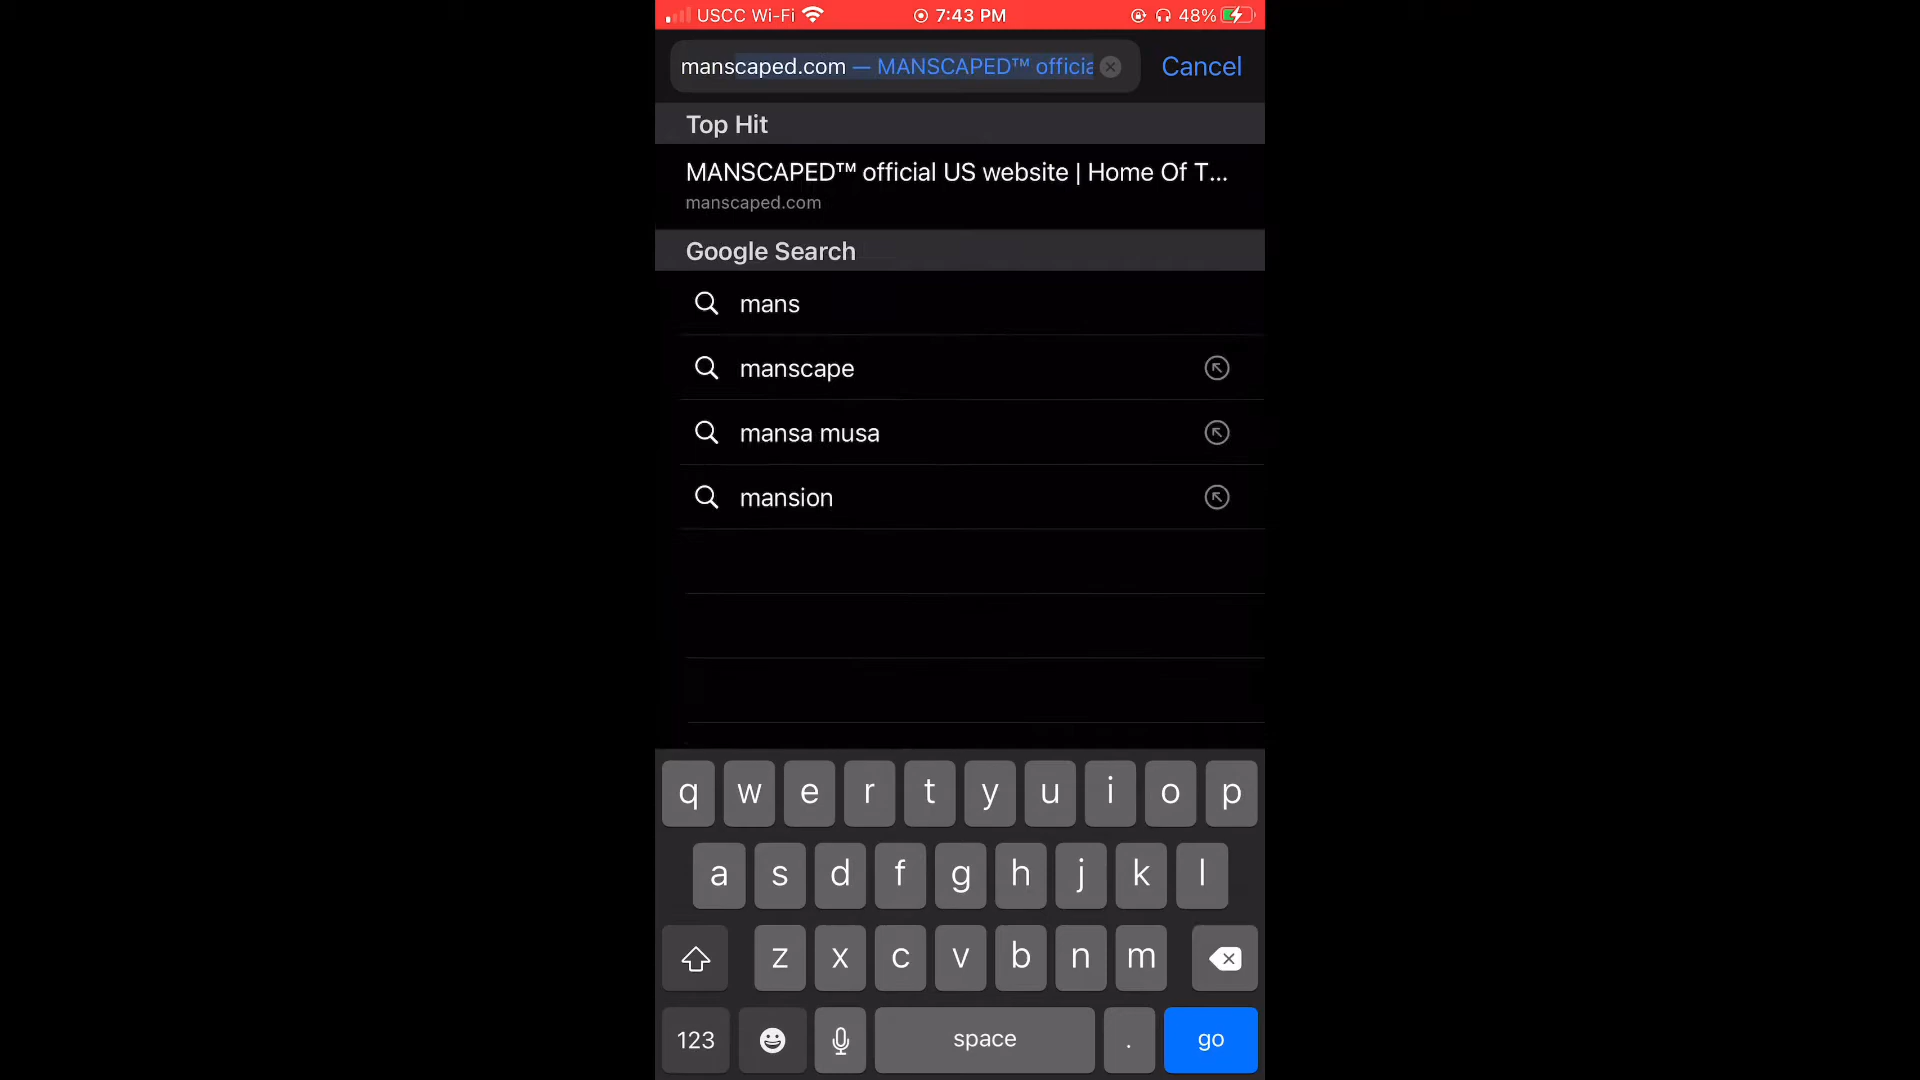 USCC Wi-Fi 7:43 PM 48%
manscaped.com — MANSCAPED™ officia Cancel
Top Hit
MANSCAPED™ official US website | Home Of T...
manscaped.com
Google Search
mans
manscape
mansa musa
mansion
q w e r t y u i o p
a s d f g h j k l
z x c v b n m
123 space . go